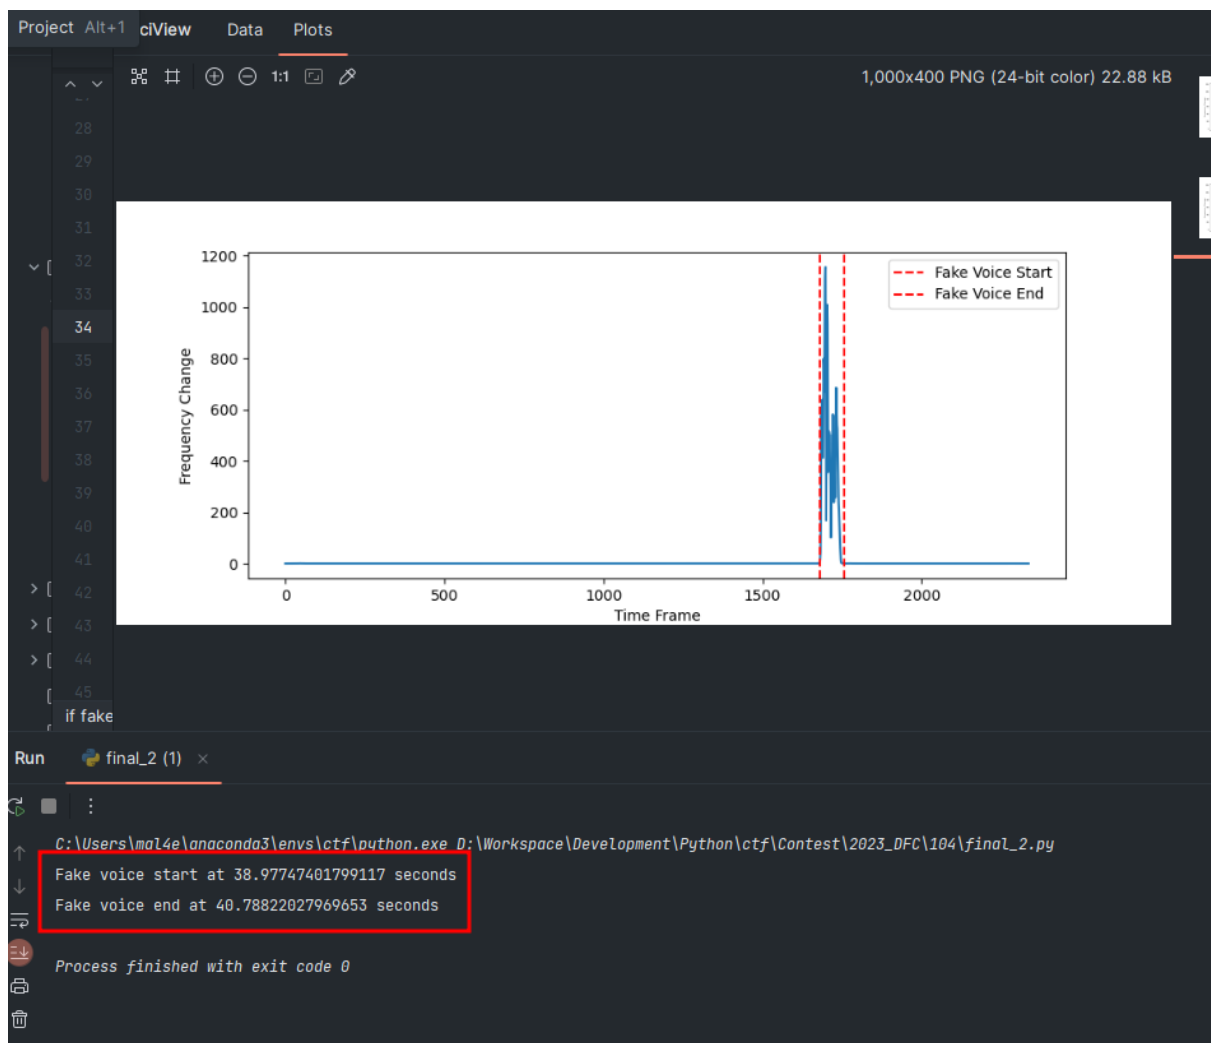 Project Alt+1 ciView Data Plots
1:1 1,000x400 PNG (24-bit color) 22.88 kB
28
29
30
31
32
33
34
35
36
37
38
39
40
41
42
43
44
45
1200
1000
800
600
400
200
0
Frequency Change
Fake Voice Start
Fake Voice End
0 500 1000 1500 2000
Time Frame
if fake
Run final_2 (1)
C:\Users\mal4e\anaconda3\envs\ctf\python.exe D:\Workspace\Development\Python\ctf\Contest\2023_DFC\104\final_2.py
Fake voice start at 38.97747401799117 seconds
Fake voice end at 40.78822027969653 seconds
Process finished with exit code 0